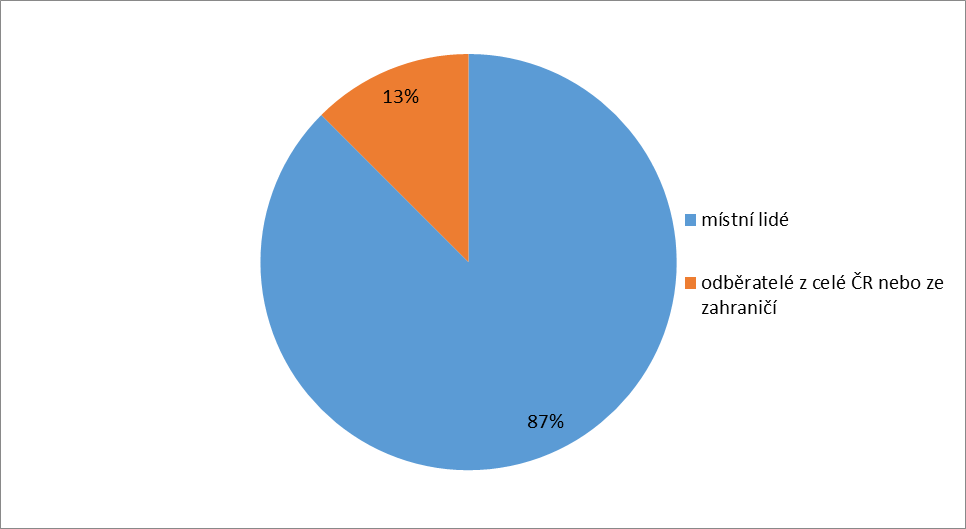 13%
místní lidé
odběratelé z celé ČR nebo ze
zahraničí
87%